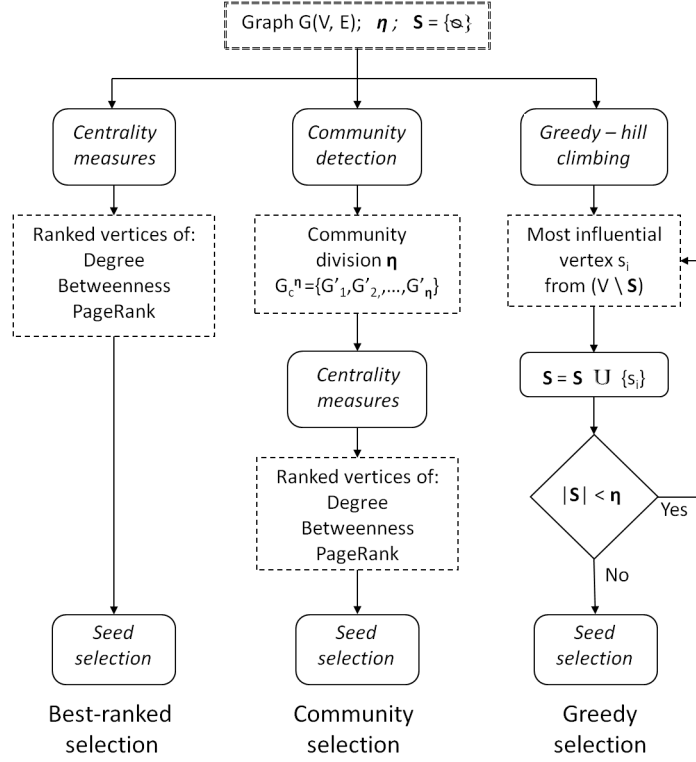 Graph G(V, E); η ; S = {∅}
Centrality
measures
Ranked vertices of:
Degree
Betweenness
PageRank
Seed
selection
Best-ranked
selection
Community
detection
Community
division η
G꜀^η={G'₁,G'₂,,...,G'η}
Centrality
measures
Ranked vertices of:
Degree
Betweenness
PageRank
Seed
selection
Community
selection
Greedy – hill
climbing
Most influential
vertex sᵢ
from (V \ S)
S = S U {sᵢ}
|S| < η
Yes
No
Seed
selection
Greedy
selection